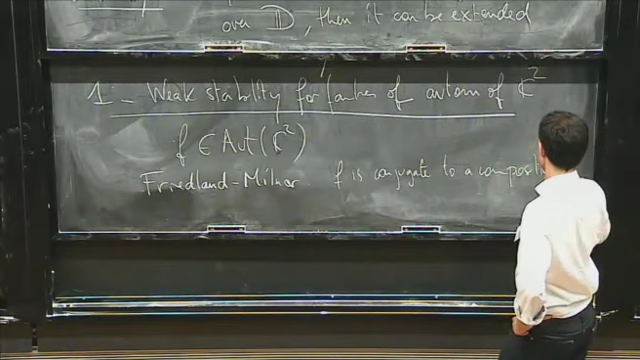 over 𝔻, then it can be extended
1 - Weak stability for families of autom of ℂ²
f ∈ Aut(ℂ²)
Friedland-Milnor f is conjugate to a composit